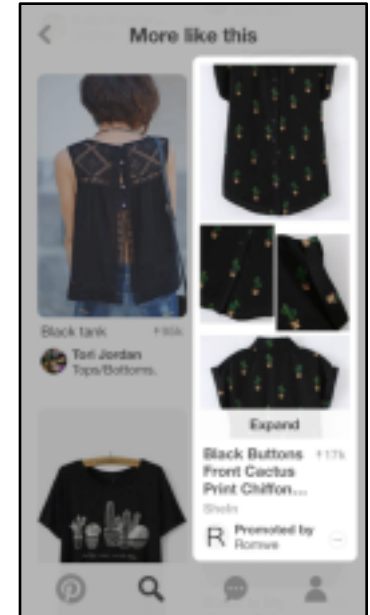 More like this
Black tank
Tori Jordan
Tops/Bottoms.
Expand
Black Buttons 17k
Front Cactus
Print Chiffon...
SheIn
R Promoted by
Romwe